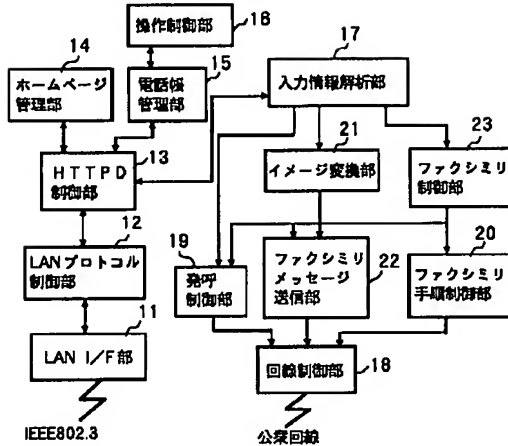 操作制御部
16
14
ホームページ
管理部
15
電話帳
管理部
17
入力情報解析部
13
HTTPD
制御部
21
イメージ変換部
23
ファクシミリ
制御部
12
LANプロトコル
制御部
19
発呼
制御部
ファクシミリ
メッセージ
送信部
22
20
ファクシミリ
手順制御部
11
LAN I/F部
回線制御部
18
IEEE802.3
公衆回線